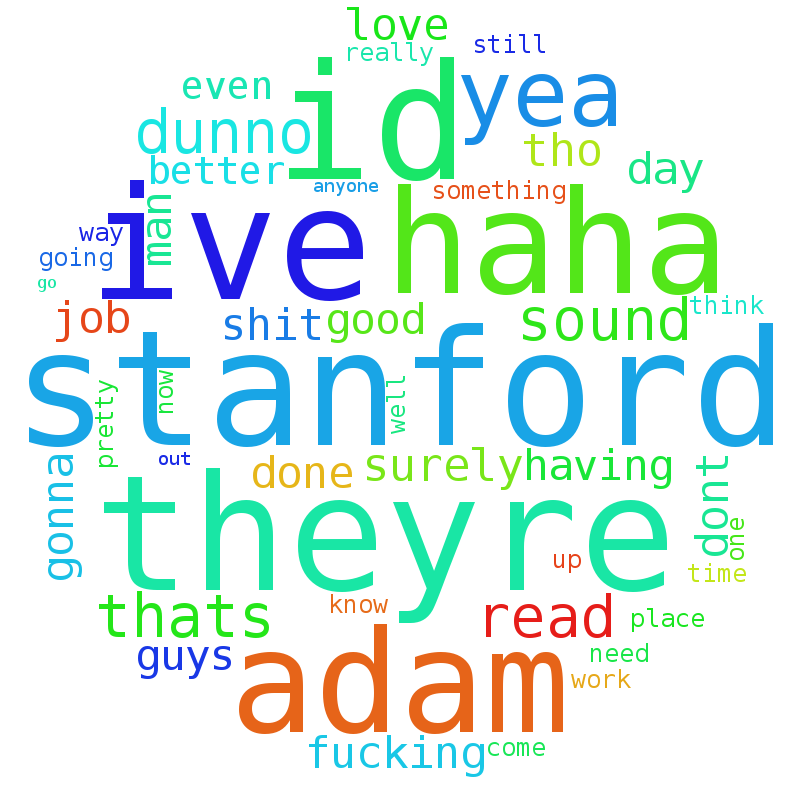 love
still
really
id
yea
even
dunno
tho
better
day
anyone
something
ive
haha
man
way
going
go
job
shit
good
sound
think
stanford
pretty
now
well
out
done
surely
having
gonna
dont
one
theyre
up
time
thats
know
read
place
guys
adam
need
work
fucking
come